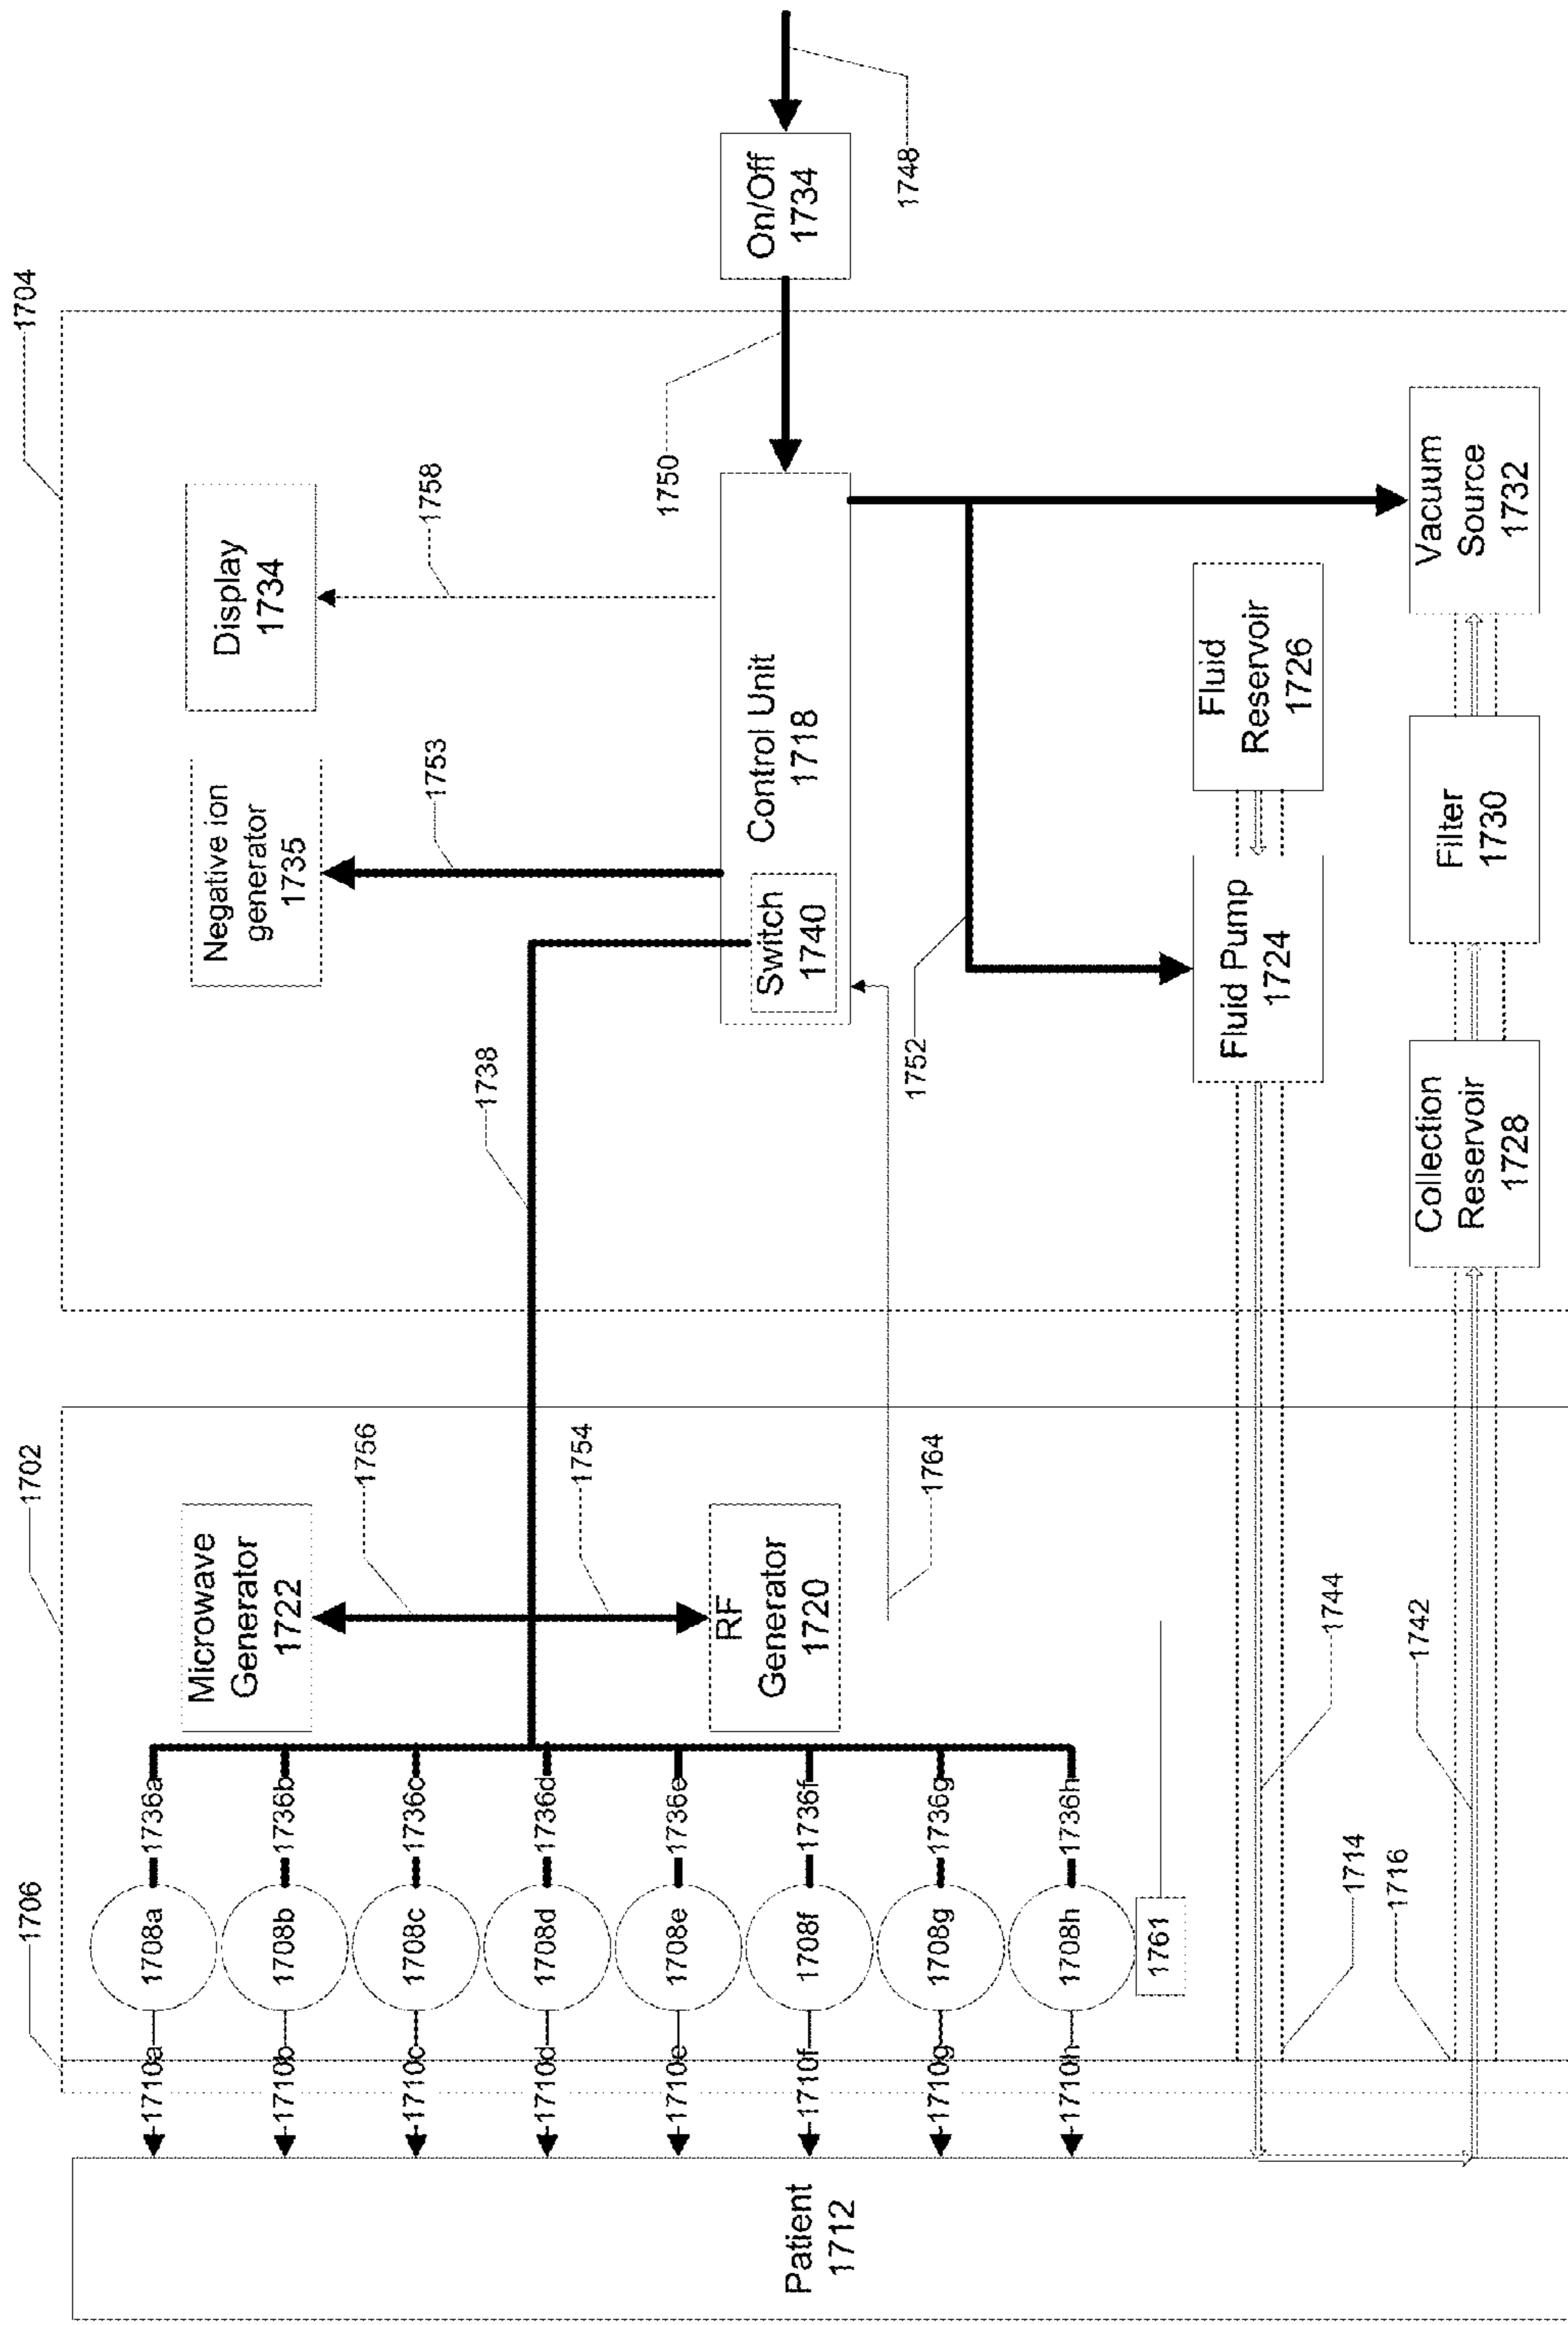 1704
1702
1706
Display
1734
Negative ion
generator
1735
Microwave
Generator
1722
1758
1753
1756
1738
1754
1750
1748
On/Off
1734
Control Unit
1718
Switch
1740
RF
Generator
1720
1764
1752
1736a
1736b
1736c
1736d
1736e
1736f
1736g
1736h
1708a
1708b
1708c
1708d
1708e
1708f
1708g
1708h
1761
1710a
1710b
1710c
1710d
1710e
1710f
1710g
1710h
Patient
1712
Fluid
Reservoir
1726
Fluid Pump
1724
1744
1742
1714
1716
Vacuum
Source
1732
Filter
1730
Collection
Reservoir
1728